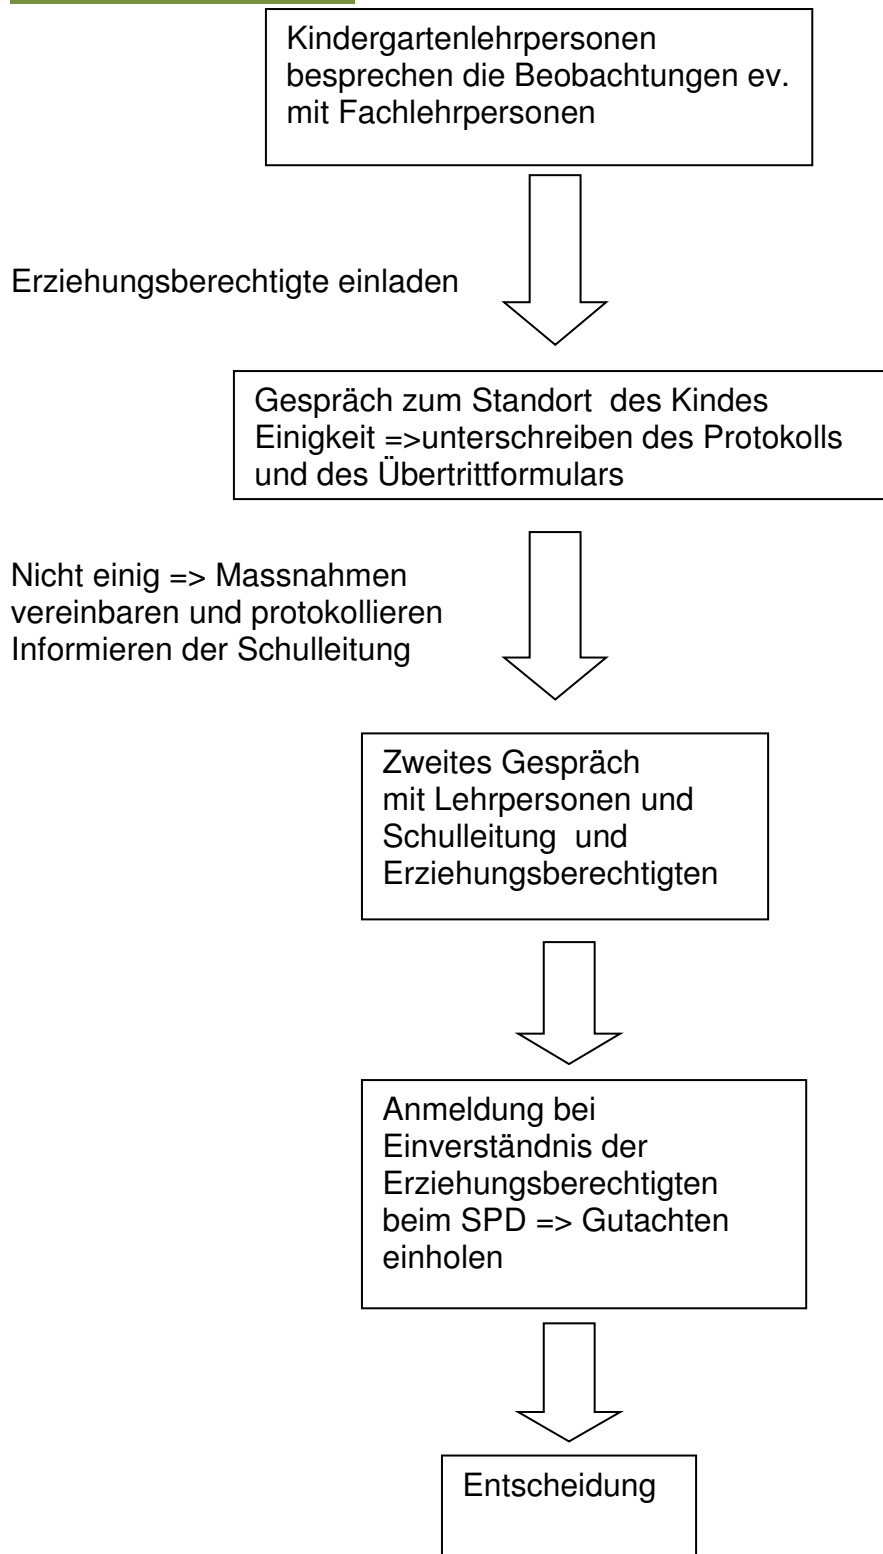 Kindergartenlehrpersonen
besprechen die Beobachtungen ev.
mit Fachlehrpersonen
Erziehungsberechtigte einladen
Gespräch zum Standort  des Kindes
Einigkeit =>unterschreiben des Protokolls
und des Übertrittformulars
Nicht einig => Massnahmen
vereinbaren und protokollieren
Informieren der Schulleitung
Zweites Gespräch
mit Lehrpersonen und
Schulleitung  und
Erziehungsberechtigten
Anmeldung bei
Einverständnis der
Erziehungsberechtigten
beim SPD => Gutachten
einholen
Entscheidung